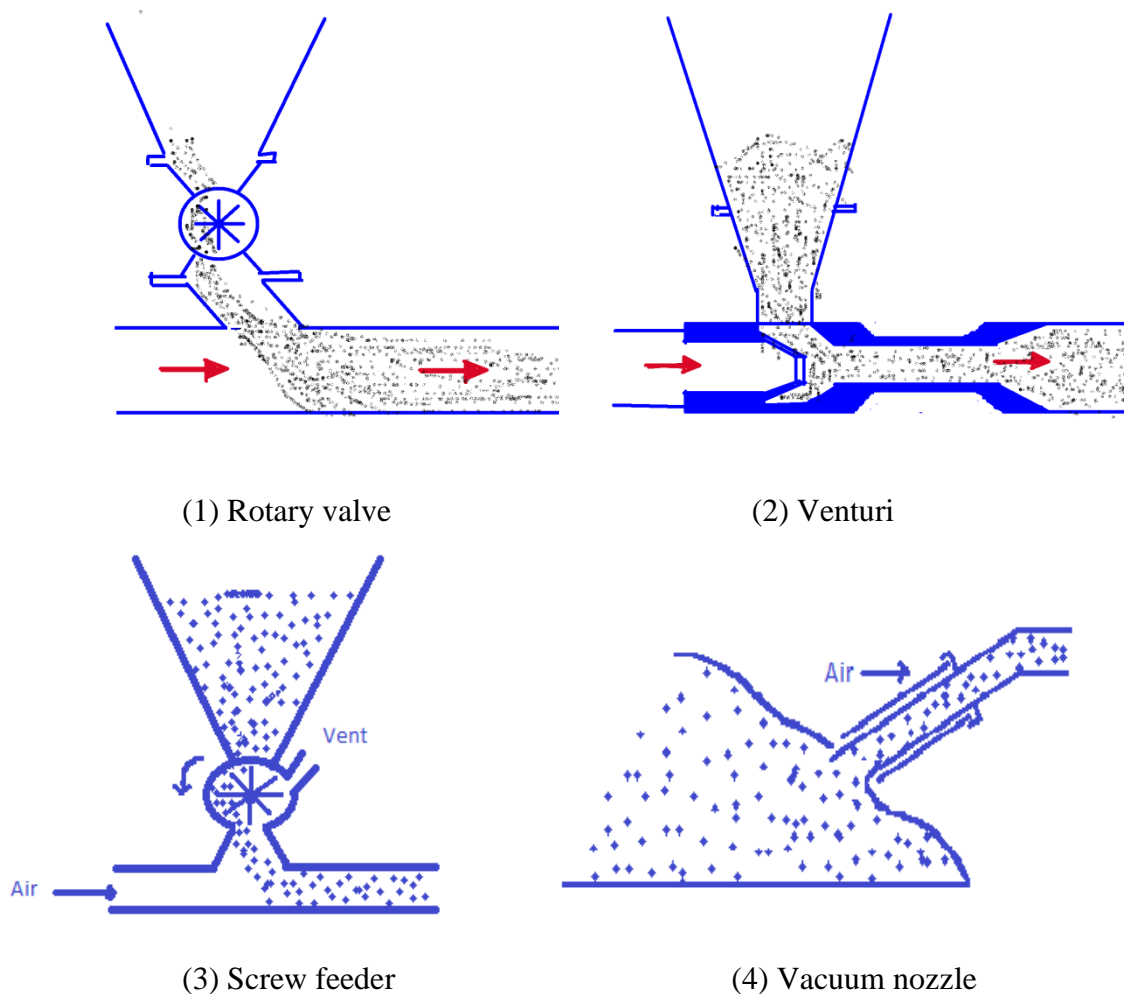 (1) Rotary valve
(2) Venturi
Vent
Air
Air
(3) Screw feeder
(4) Vacuum nozzle